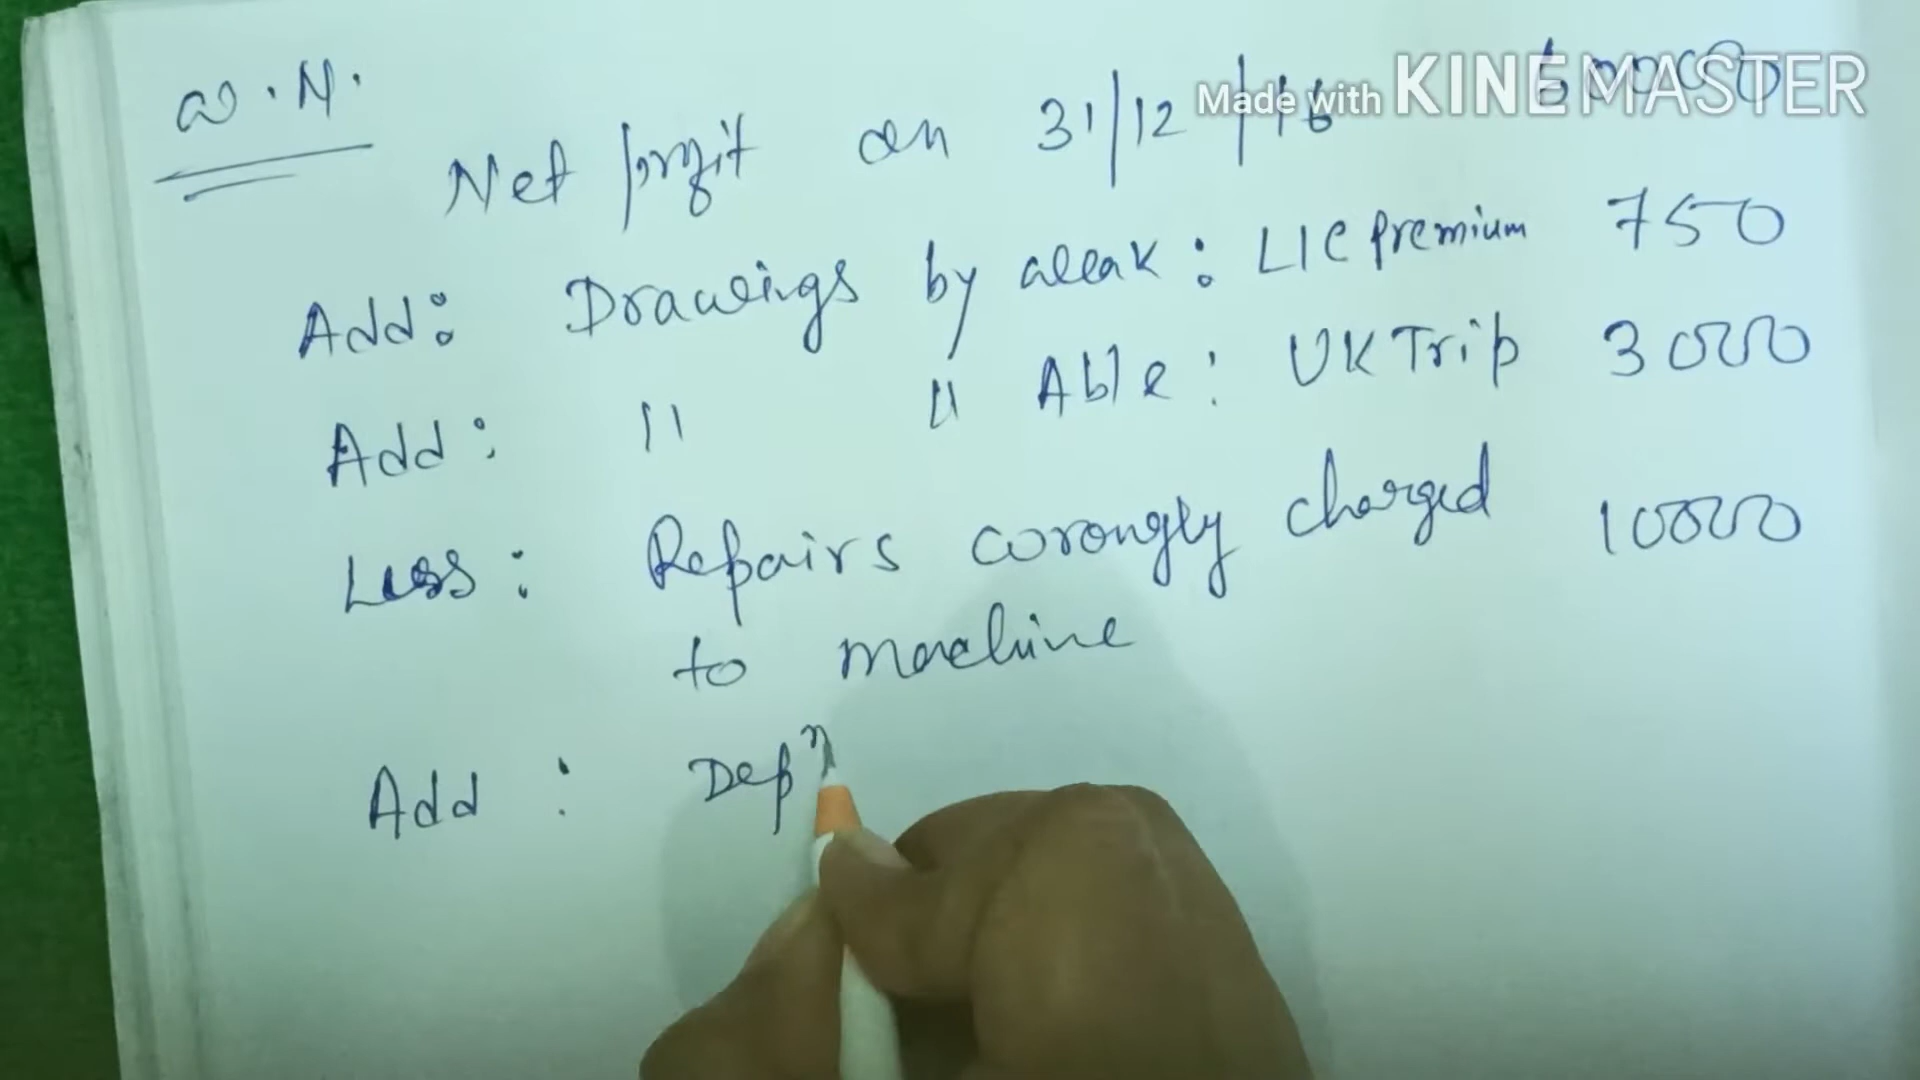 W.N.
Net profit on 31/12/16 60000
Made with KINEMASTER
Add: Drawings by Aleak: LIC Premium 750
Add: " " Able: UK Trip 3000
Less: Repairs wrongly charged 10000
to machine
Add: Depn